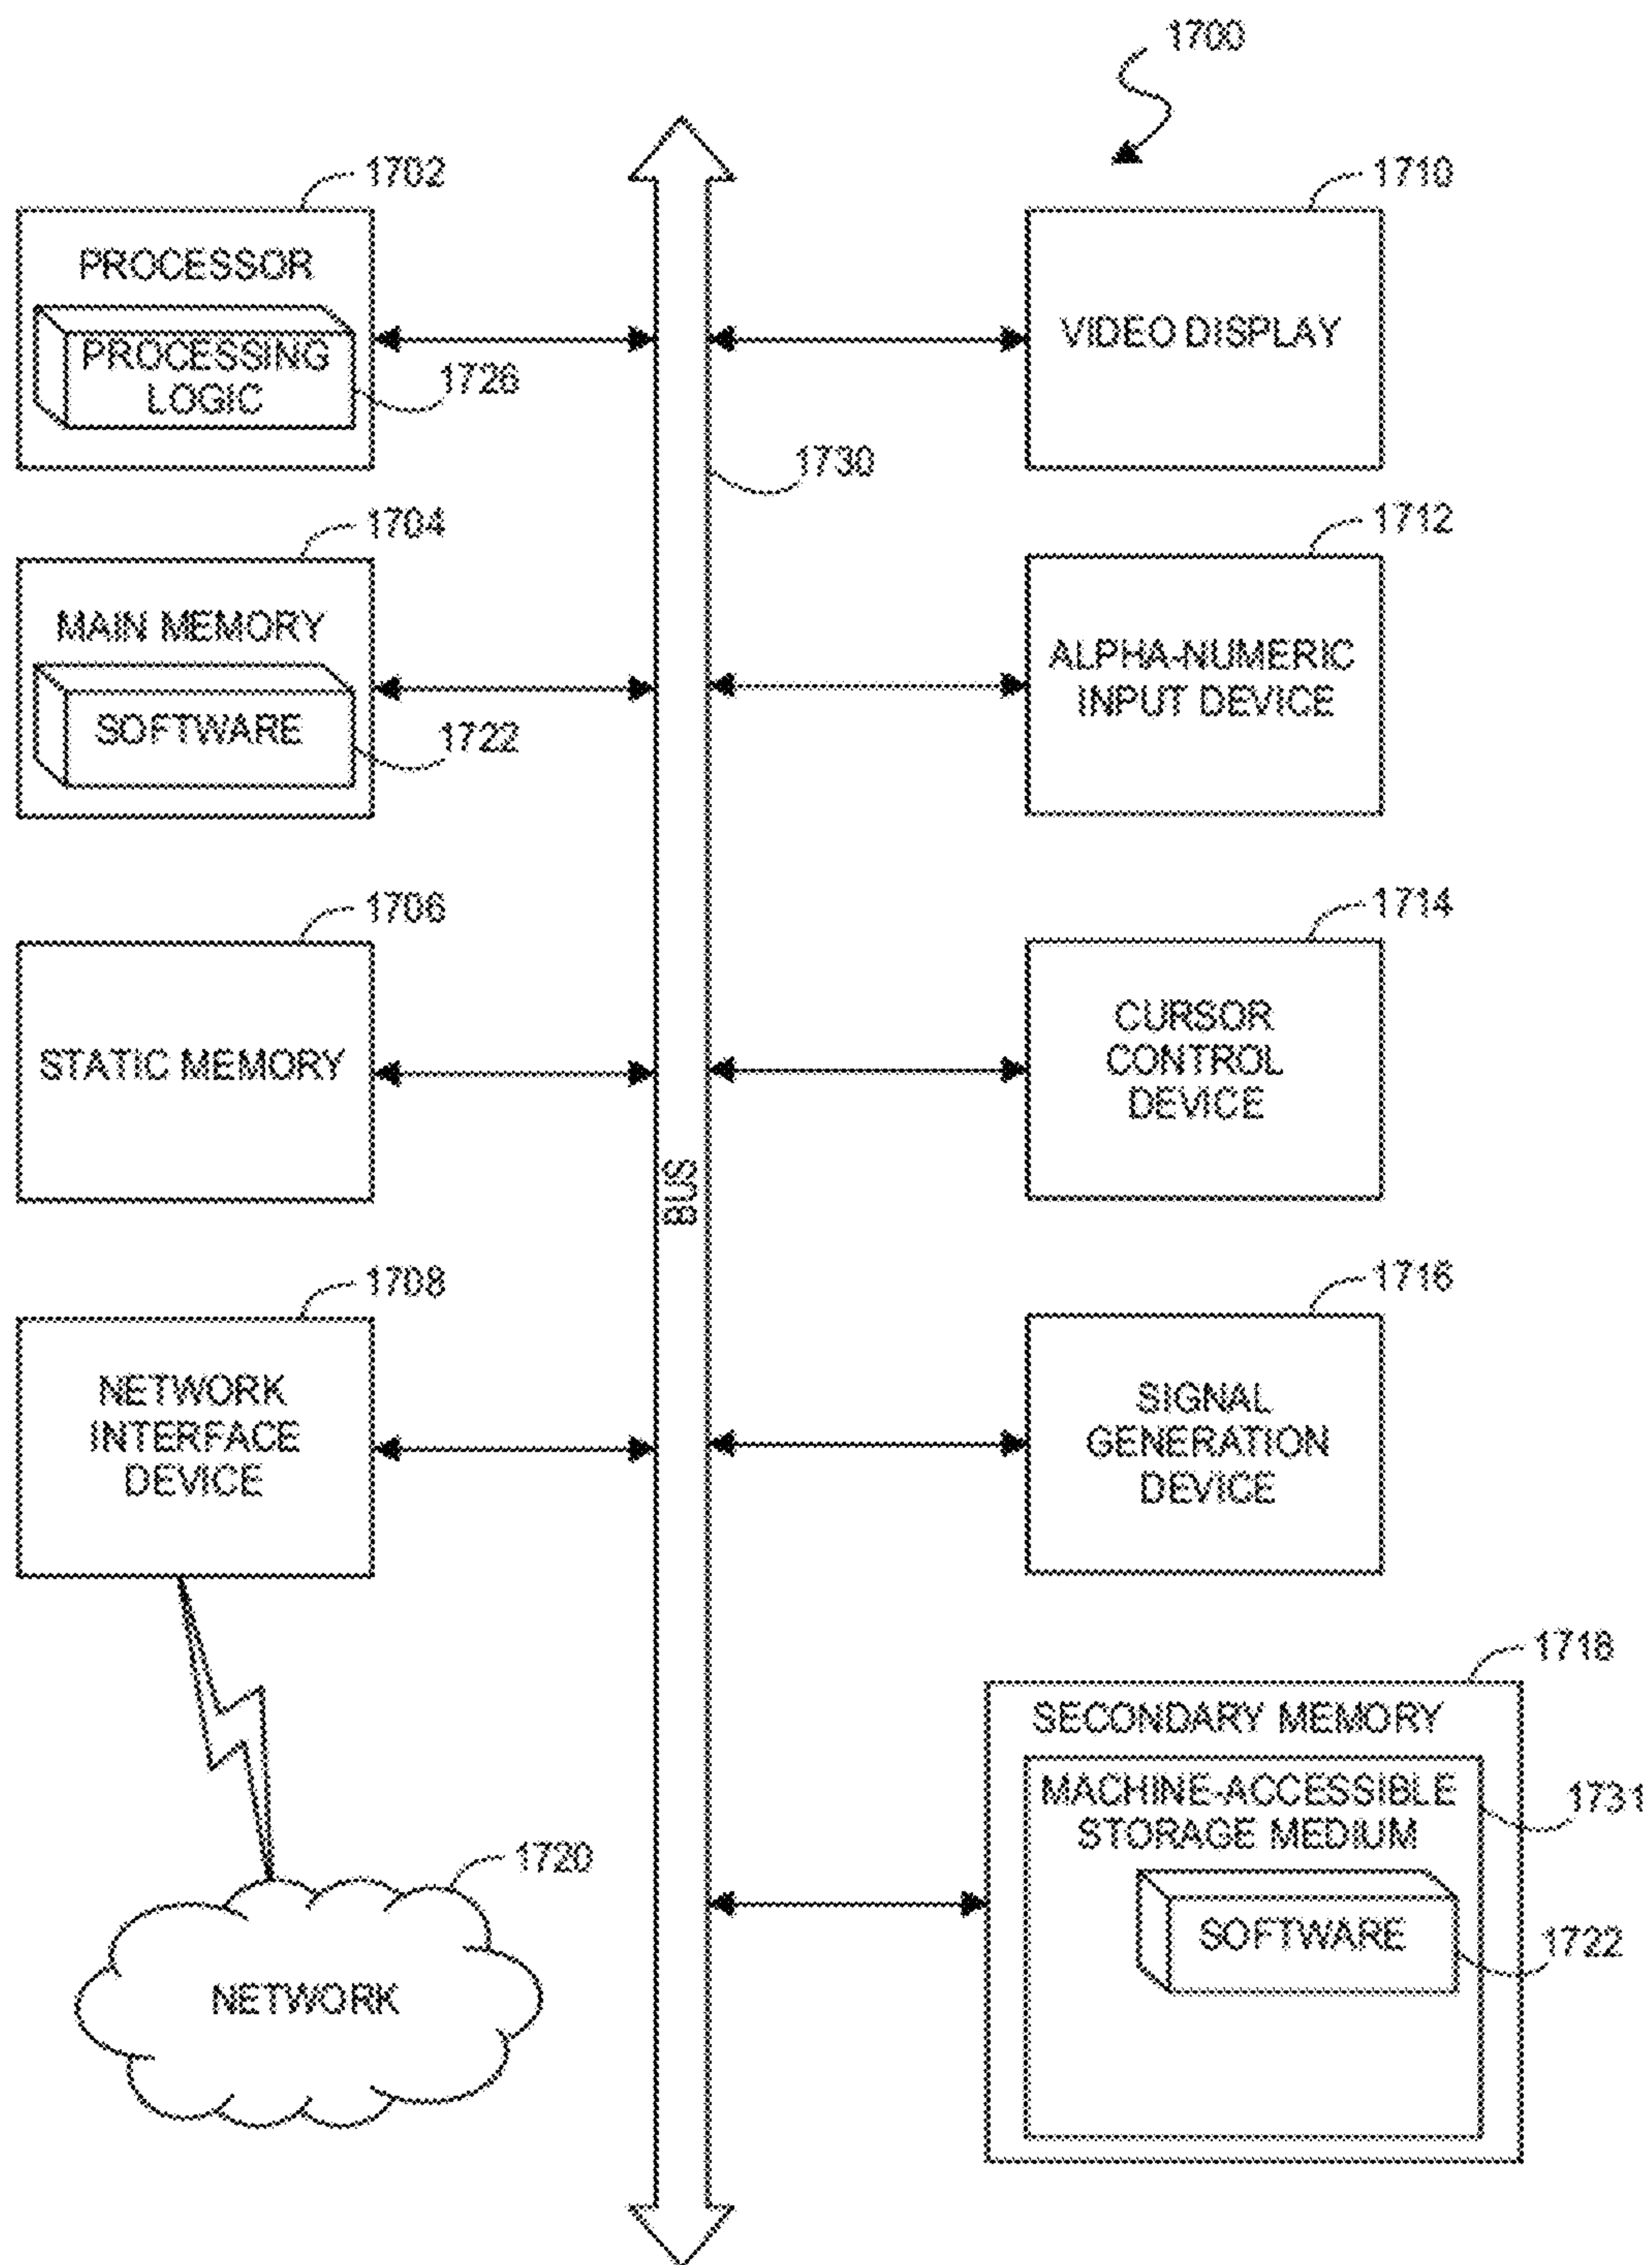 1700
1702
PROCESSOR
PROCESSING
LOGIC
1726
1704
MAIN MEMORY
SOFTWARE
1722
1706
STATIC MEMORY
1708
NETWORK
INTERFACE
DEVICE
1720
NETWORK
BUS
1730
1710
VIDEO DISPLAY
1712
ALPHA-NUMERIC
INPUT DEVICE
1714
CURSOR
CONTROL
DEVICE
1716
SIGNAL
GENERATION
DEVICE
1718
SECONDARY MEMORY
MACHINE-ACCESSIBLE
STORAGE MEDIUM
1731
SOFTWARE
1722